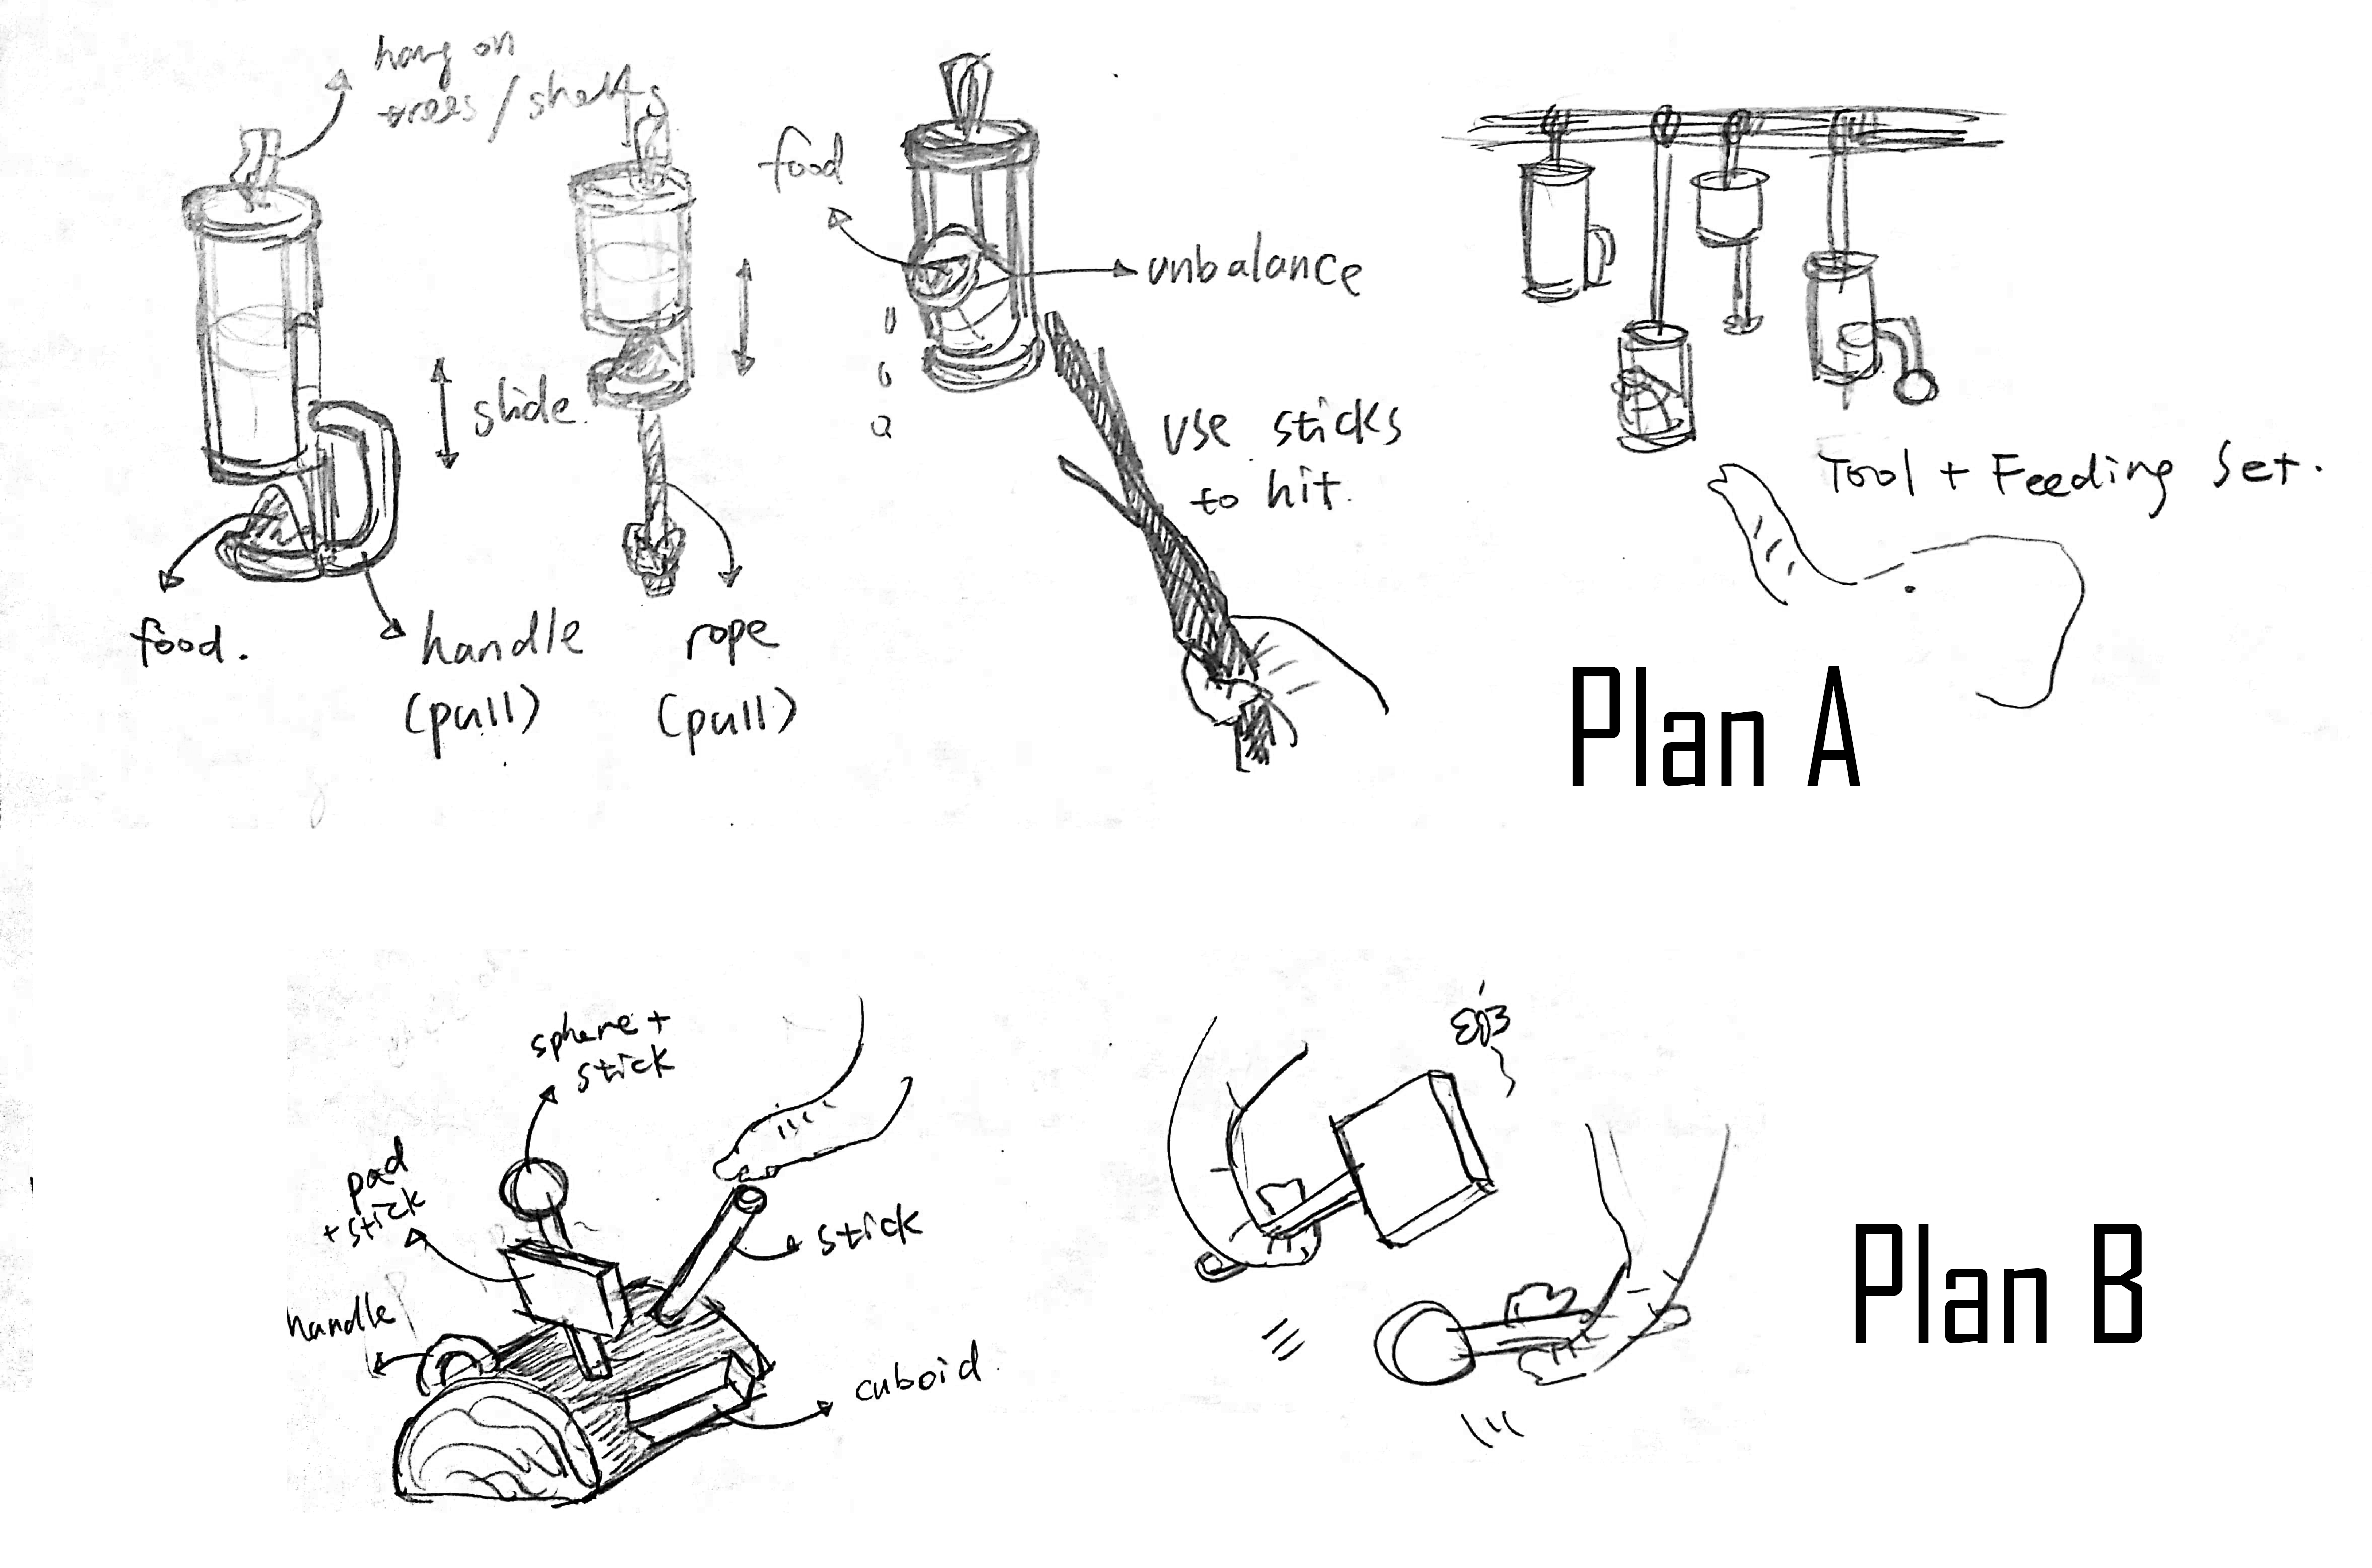 hang on
trees / shelfs
food
unbalance
slide.
use sticks
to hit.
Tool + Feeding Set.
food.
handle
(pull)
rope
(pull)
Plan A
sphere +
stick
pad
+ stick
stick
handle
cuboid.
Plan B